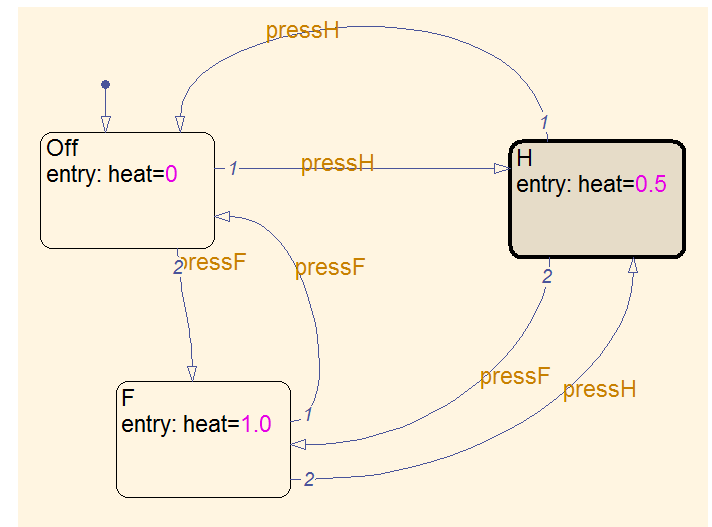 pressH
Off
entry: heat=0
1
pressH
1
H
entry: heat=0.5
2
pressF
pressF
2
pressF
pressH
F
entry: heat=1.0
1
2